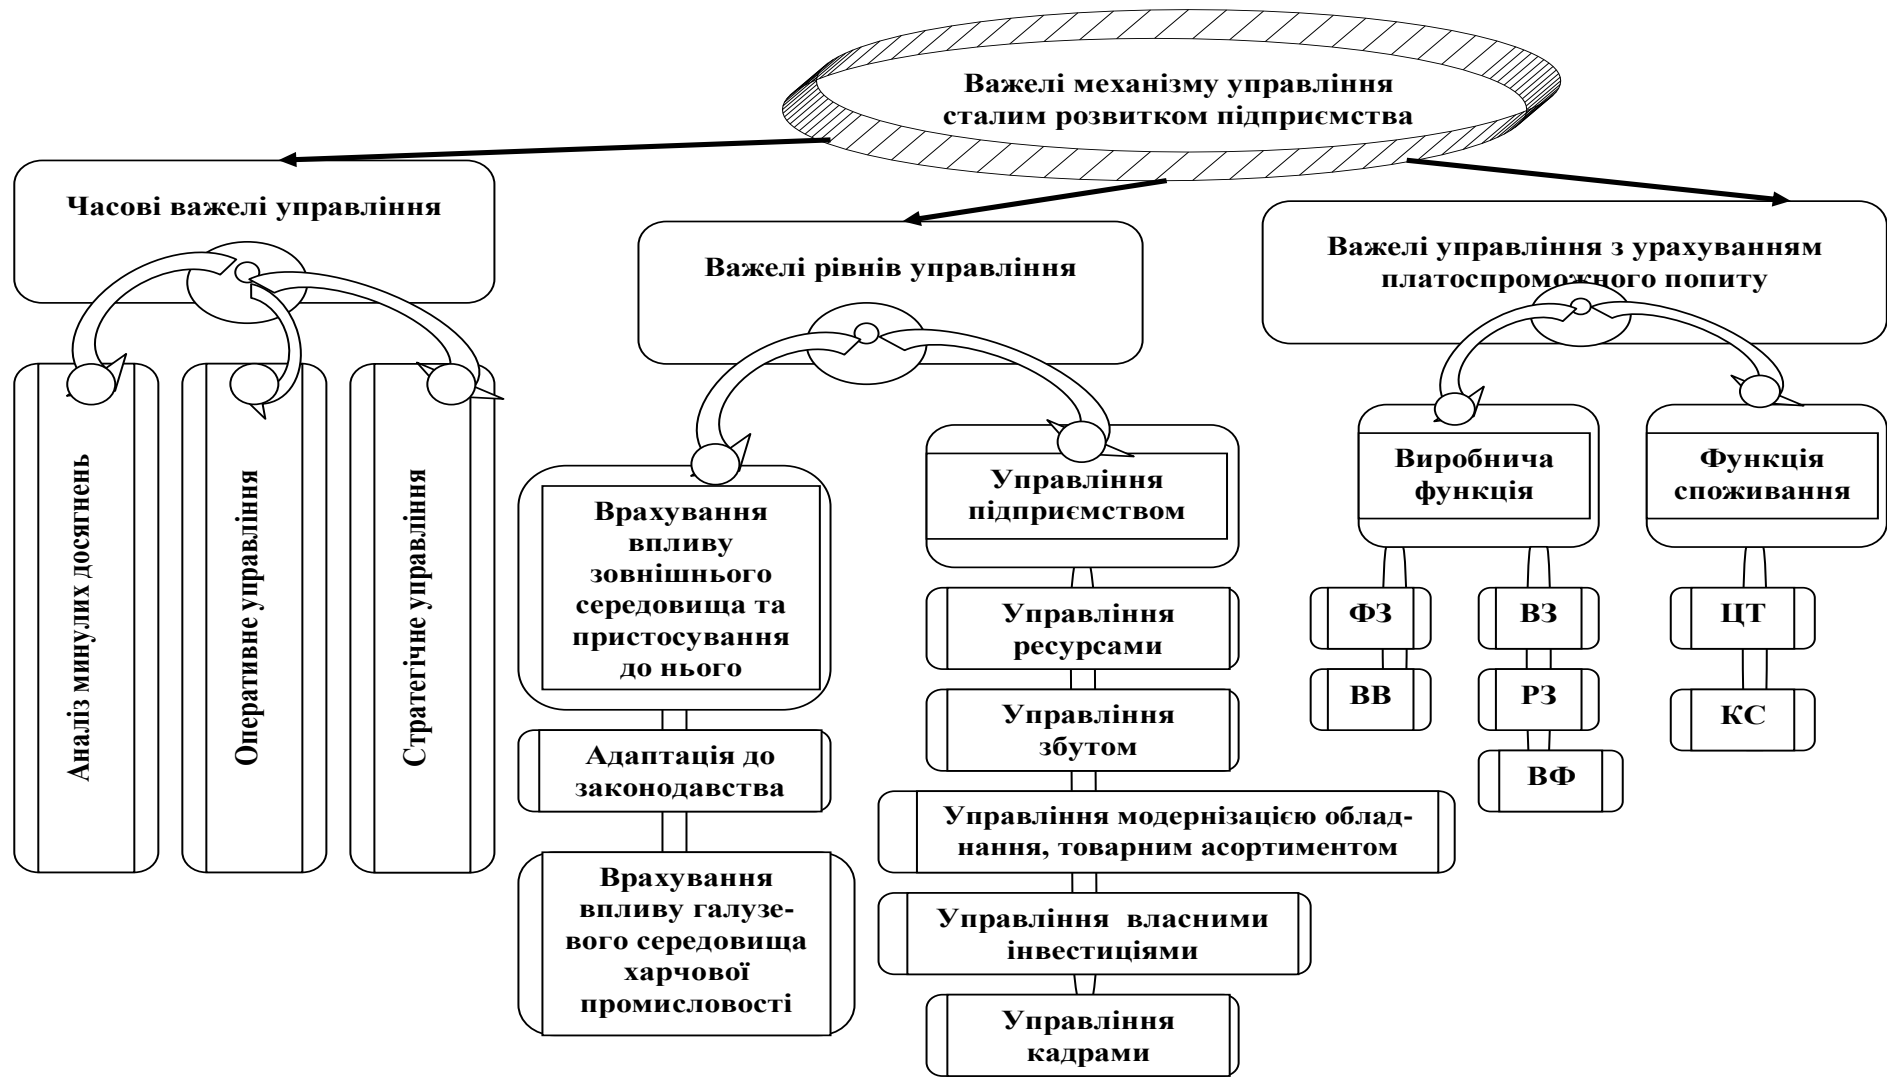 Важелі механізму управління
сталим розвитком підприємства
Часові важелі управління
Аналіз минулих досягнень
Оперативне управління
Стратегічне управління
Важелі рівнів управління
Врахування
впливу
зовнішнього
середовища та
пристосування
до нього
Адаптація до
законодавства
Врахування
впливу галузе-
вого середовища
харчової
промисловості
Управління
підприємством
Управління
ресурсами
Управління
збутом
Управління модернізацією облад-
нання, товарним асортиментом
Управління власними
інвестиціями
Управління
кадрами
Важелі управління з урахуванням
платоспроможного попиту
Виробнича
функція
ФЗ
ВВ
ВЗ
РЗ
ВФ
Функція
споживання
ЦТ
КС